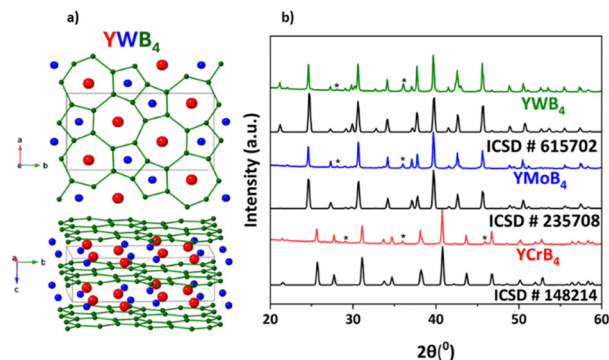 a)
YWB₄
a
b
a
b
c
b)
Intensity (a.u.)
*
*
YWB₄
ICSD # 615702
*
*
YMoB₄
ICSD # 235708
*
*
*
YCrB₄
ICSD # 148214
20 30 40 50 60
2θ(⁰)